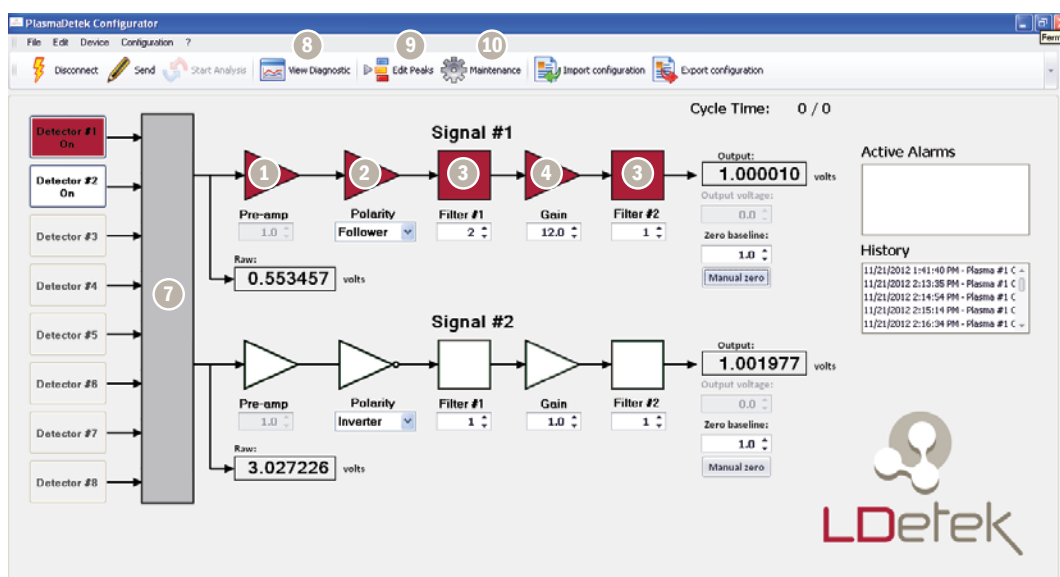 PlasmaDetek Configurator
Ferm
File Edit Device Configuration ?
8 9 10
Disconnect Send Start Analysis View Diagnostic Edit Peaks Maintenance Import configuration Export configuration
Cycle Time: 0 / 0
Detector #1
On
Detector #2
On
Detector #3
Detector #4
Detector #5
Detector #6
Detector #7
Detector #8
7
Signal #1
1 2 3 4 3
Pre-amp Polarity Filter #1 Gain Filter #2
1.0 Follower 2 12.0 1
Raw:
0.553457 volts
Output:
1.000010 volts
Output voltage:
0.0
Zero baseline:
1.0
Manual zero
Signal #2
Pre-amp Polarity Filter #1 Gain Filter #2
1.0 Inverter 1 1.0 1
Raw:
3.027226 volts
Output:
1.001977 volts
Output voltage:
0.0
Zero baseline:
1.0
Manual zero
Active Alarms
History
11/21/2012 1:41:40 PM - Plasma #1 C
11/21/2012 2:13:35 PM - Plasma #1 C
11/21/2012 2:14:54 PM - Plasma #1 C
11/21/2012 2:15:14 PM - Plasma #1 C
11/21/2012 2:16:34 PM - Plasma #1 C
LDetek